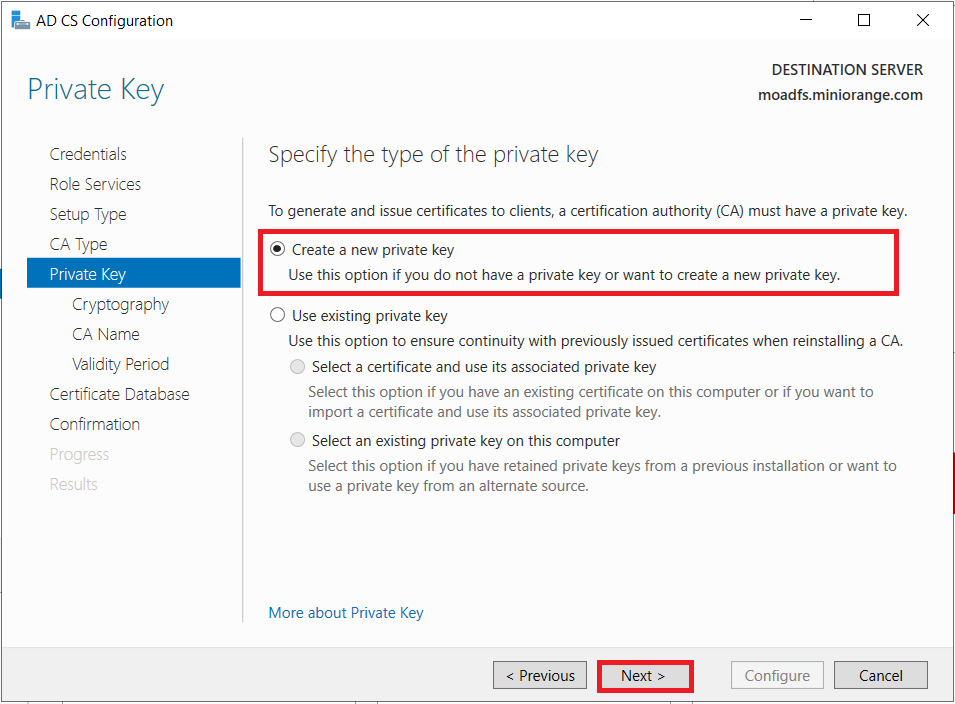 AD CS Configuration
Private Key
DESTINATION SERVER
moadfs.miniorange.com
Credentials
Role Services
Setup Type
CA Type
Private Key
Cryptography
CA Name
Validity Period
Certificate Database
Confirmation
Progress
Results
Specify the type of the private key
To generate and issue certificates to clients, a certification authority (CA) must have a private key.
Create a new private key
Use this option if you do not have a private key or want to create a new private key.
Use existing private key
Use this option to ensure continuity with previously issued certificates when reinstalling a CA.
Select a certificate and use its associated private key
Select this option if you have an existing certificate on this computer or if you want to
import a certificate and use its associated private key.
Select an existing private key on this computer
Select this option if you have retained private keys from a previous installation or want to
use a private key from an alternate source.
More about Private Key
< Previous
Next >
Configure
Cancel